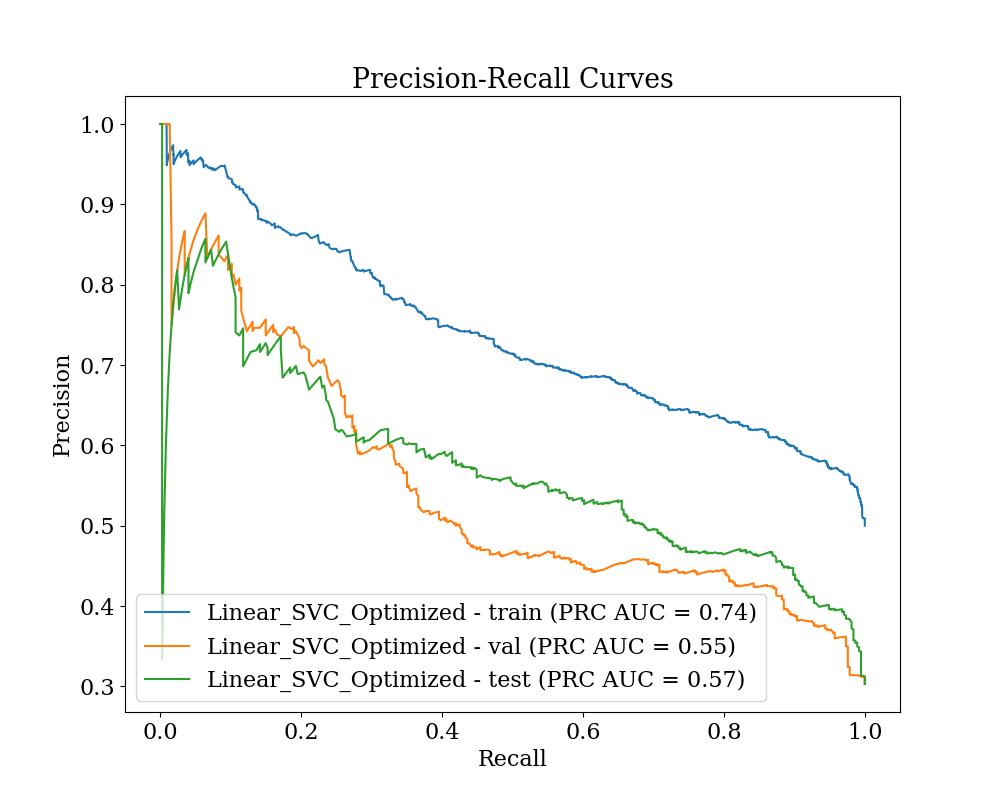 Precision-Recall Curves
1.0
0.9
0.8
0.7
0.6
0.5
0.4
0.3
Precision
Linear_SVC_Optimized - train (PRC AUC = 0.74)
Linear_SVC_Optimized - val (PRC AUC = 0.55)
Linear_SVC_Optimized - test (PRC AUC = 0.57)
0.0 0.2 0.4 0.6 0.8 1.0
Recall